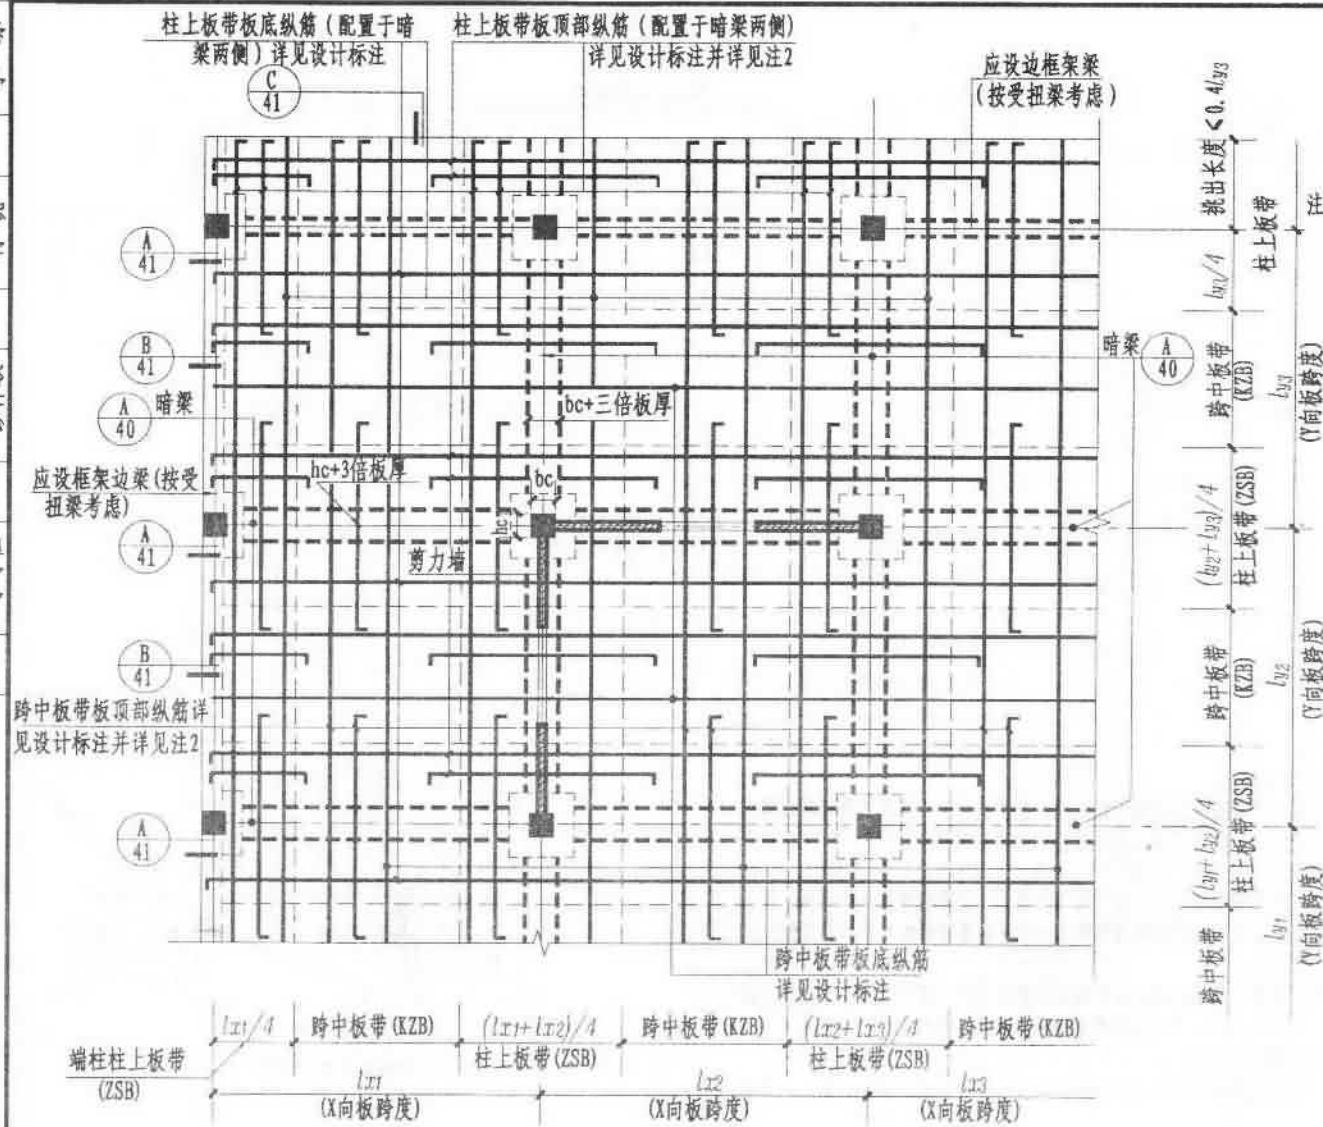 柱上板带板底纵筋(配置于暗
梁两侧)详见设计标注
柱上板带板顶部纵筋(配置于暗梁两侧)
详见设计标注并详见注2
应设边框架梁
(按受扭梁考虑)
C
41
A
41
B
41
A
40
暗梁
应设框架边梁(按受
扭梁考虑)
A
41
B
41
跨中板带板顶部纵筋详
见设计标注并详见注2
A
41
bc+三倍板厚
hc+3倍板厚
bc
hc
剪力墙
暗梁
A
40
跨中板带板底纵筋
详见设计标注
挑出长度<0.4ly3
柱上板带
ly3/4
跨中板带
(KZB)
ly3
(Y向板跨度)
(ly2+ly3)/4
柱上板带(ZSB)
跨中板带
(KZB)
ly2
(Y向板跨度)
(ly1+ly2)/4
柱上板带(ZSB)
跨中板带
ly1
(Y向板跨度)
注
lx1/4
跨中板带(KZB)
(lx1+lx2)/4
跨中板带(KZB)
(lx2+lx3)/4
跨中板带(KZB)
端柱柱上板带
(ZSB)
柱上板带(ZSB)
柱上板带(ZSB)
lx1
(X向板跨度)
lx2
(X向板跨度)
lx3
(X向板跨度)